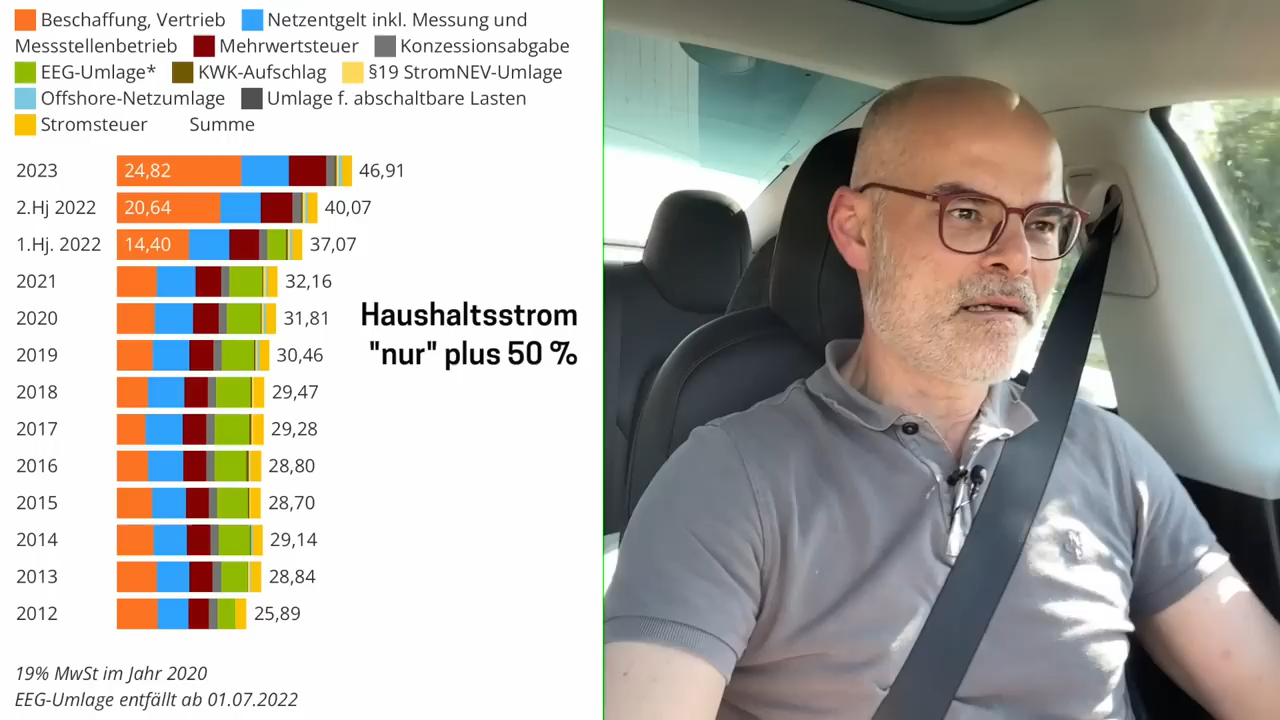 Beschaffung, Vertrieb Netzentgelt inkl. Messung und
Messstellenbetrieb Mehrwertsteuer Konzessionsabgabe
EEG-Umlage* KWK-Aufschlag §19 StromNEV-Umlage
Offshore-Netzumlage Umlage f. abschaltbare Lasten
Stromsteuer Summe
2023 24,82 46,91
2.Hj 2022 20,64 40,07
1.Hj. 2022 14,40 37,07
2021 32,16
2020 31,81
2019 30,46
2018 29,47
2017 29,28
2016 28,80
2015 28,70
2014 29,14
2013 28,84
2012 25,89
Haushaltsstrom
"nur" plus 50 %
19% MwSt im Jahr 2020
EEG-Umlage entfällt ab 01.07.2022